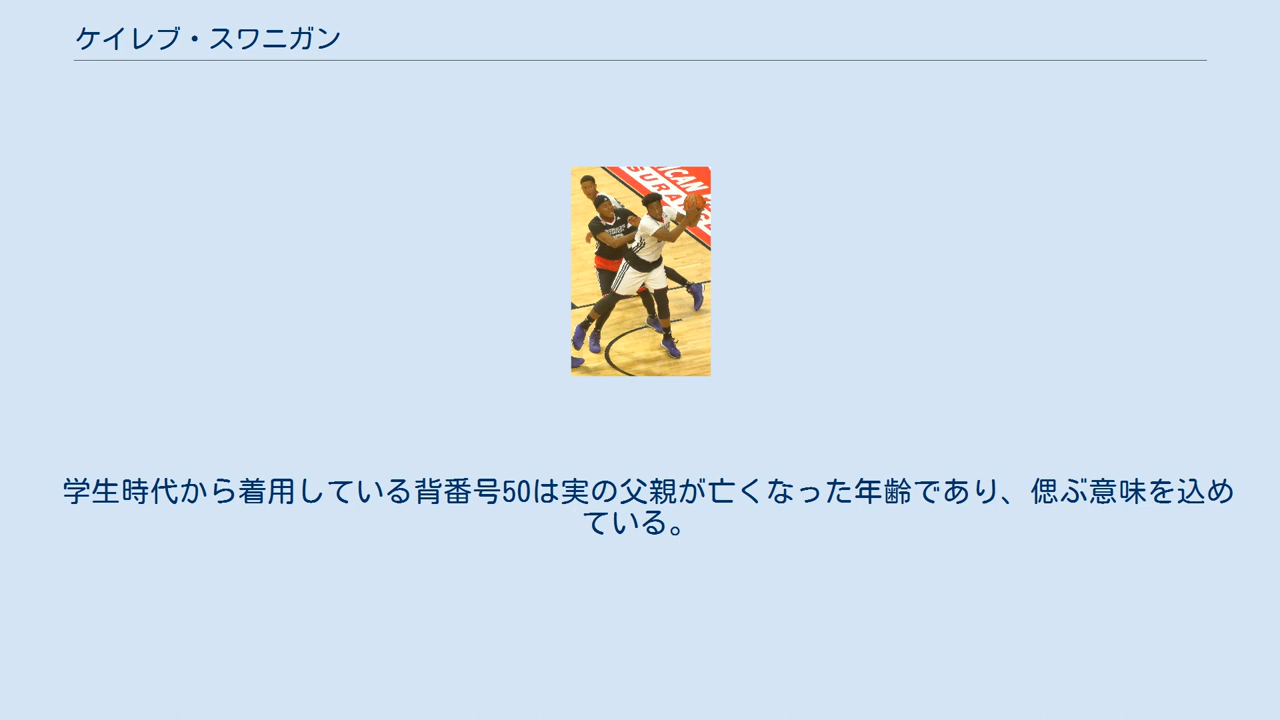 ケイレブ・スワニガン
ICAN
SURA
学生時代から着用している背番号50は実の父親が亡くなった年齢であり、偲ぶ意味を込め
ている。